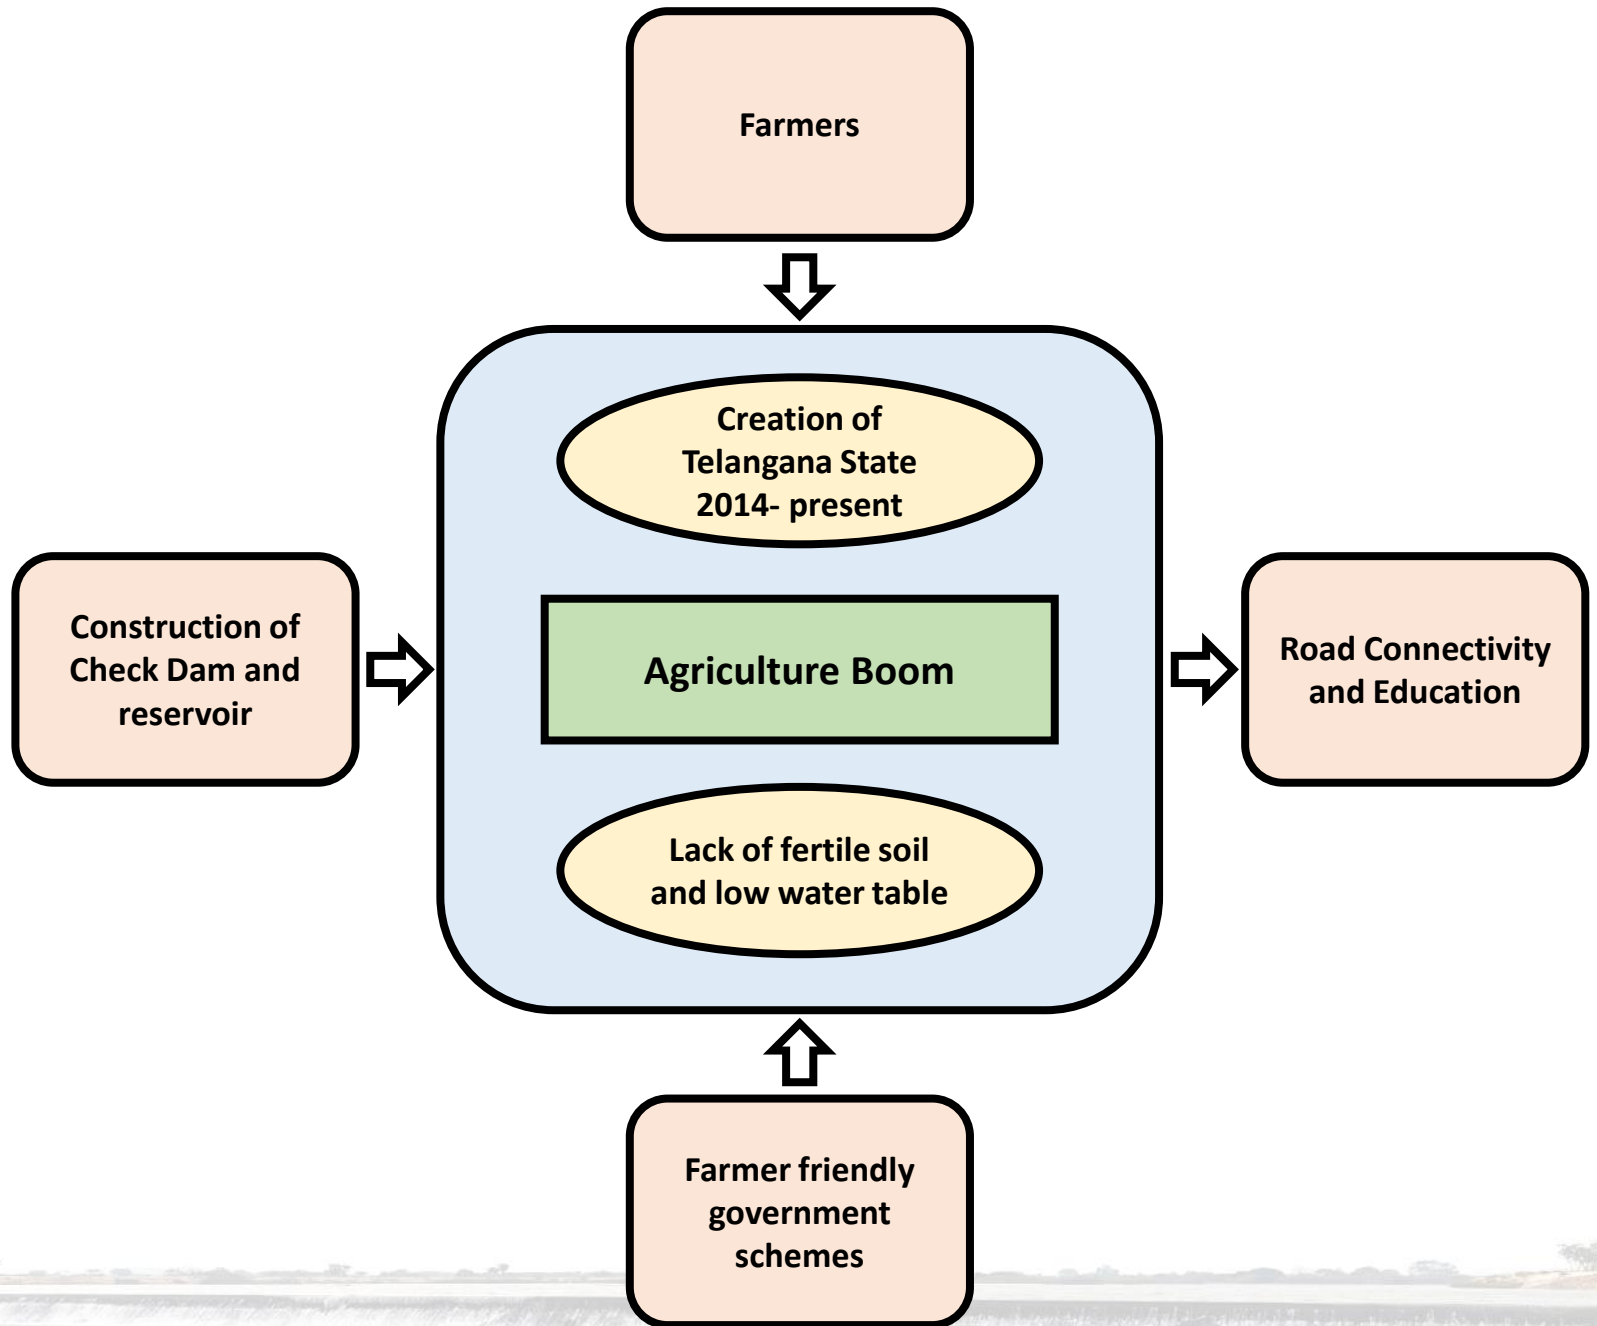 Farmers
Creation of
Telangana State
2014- present
Construction of
Check Dam and
reservoir
Agriculture Boom
Road Connectivity
and Education
Lack of fertile soil
and low water table
Farmer friendly
government
schemes